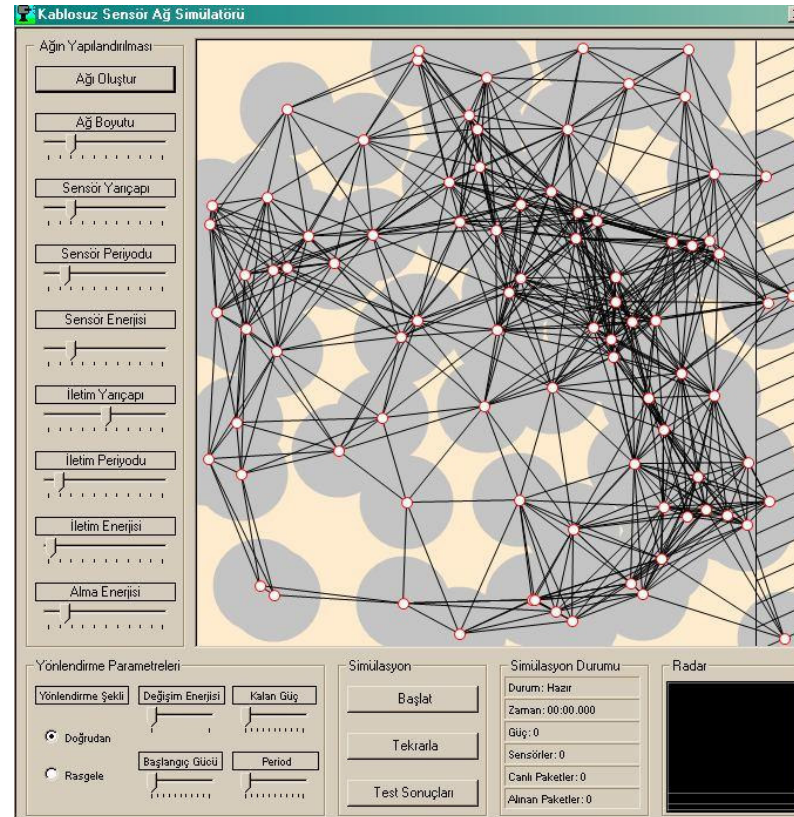 Kablosuz Sensör Ağ Simülatörü
Ağın Yapılandırılması
Ağı Oluştur
Ağ Boyutu
Sensör Yarıçapı
Sensör Periyodu
Sensör Enerjisi
İletim Yarıçapı
İletim Periyodu
İletim Enerjisi
Alma Enerjisi
Yönlendirme Parametreleri
Yönlendirme Şekli
Değişim Enerjisi
Kalan Güç
Doğrudan
Rasgele
Başlangıç Gücü
Period
Simülasyon
Başlat
Tekrarla
Test Sonuçları
Simülasyon Durumu
Durum: Hazır
Zaman: 00:00.000
Güç: 0
Sensörler: 0
Canlı Paketler: 0
Alınan Paketler: 0
Radar